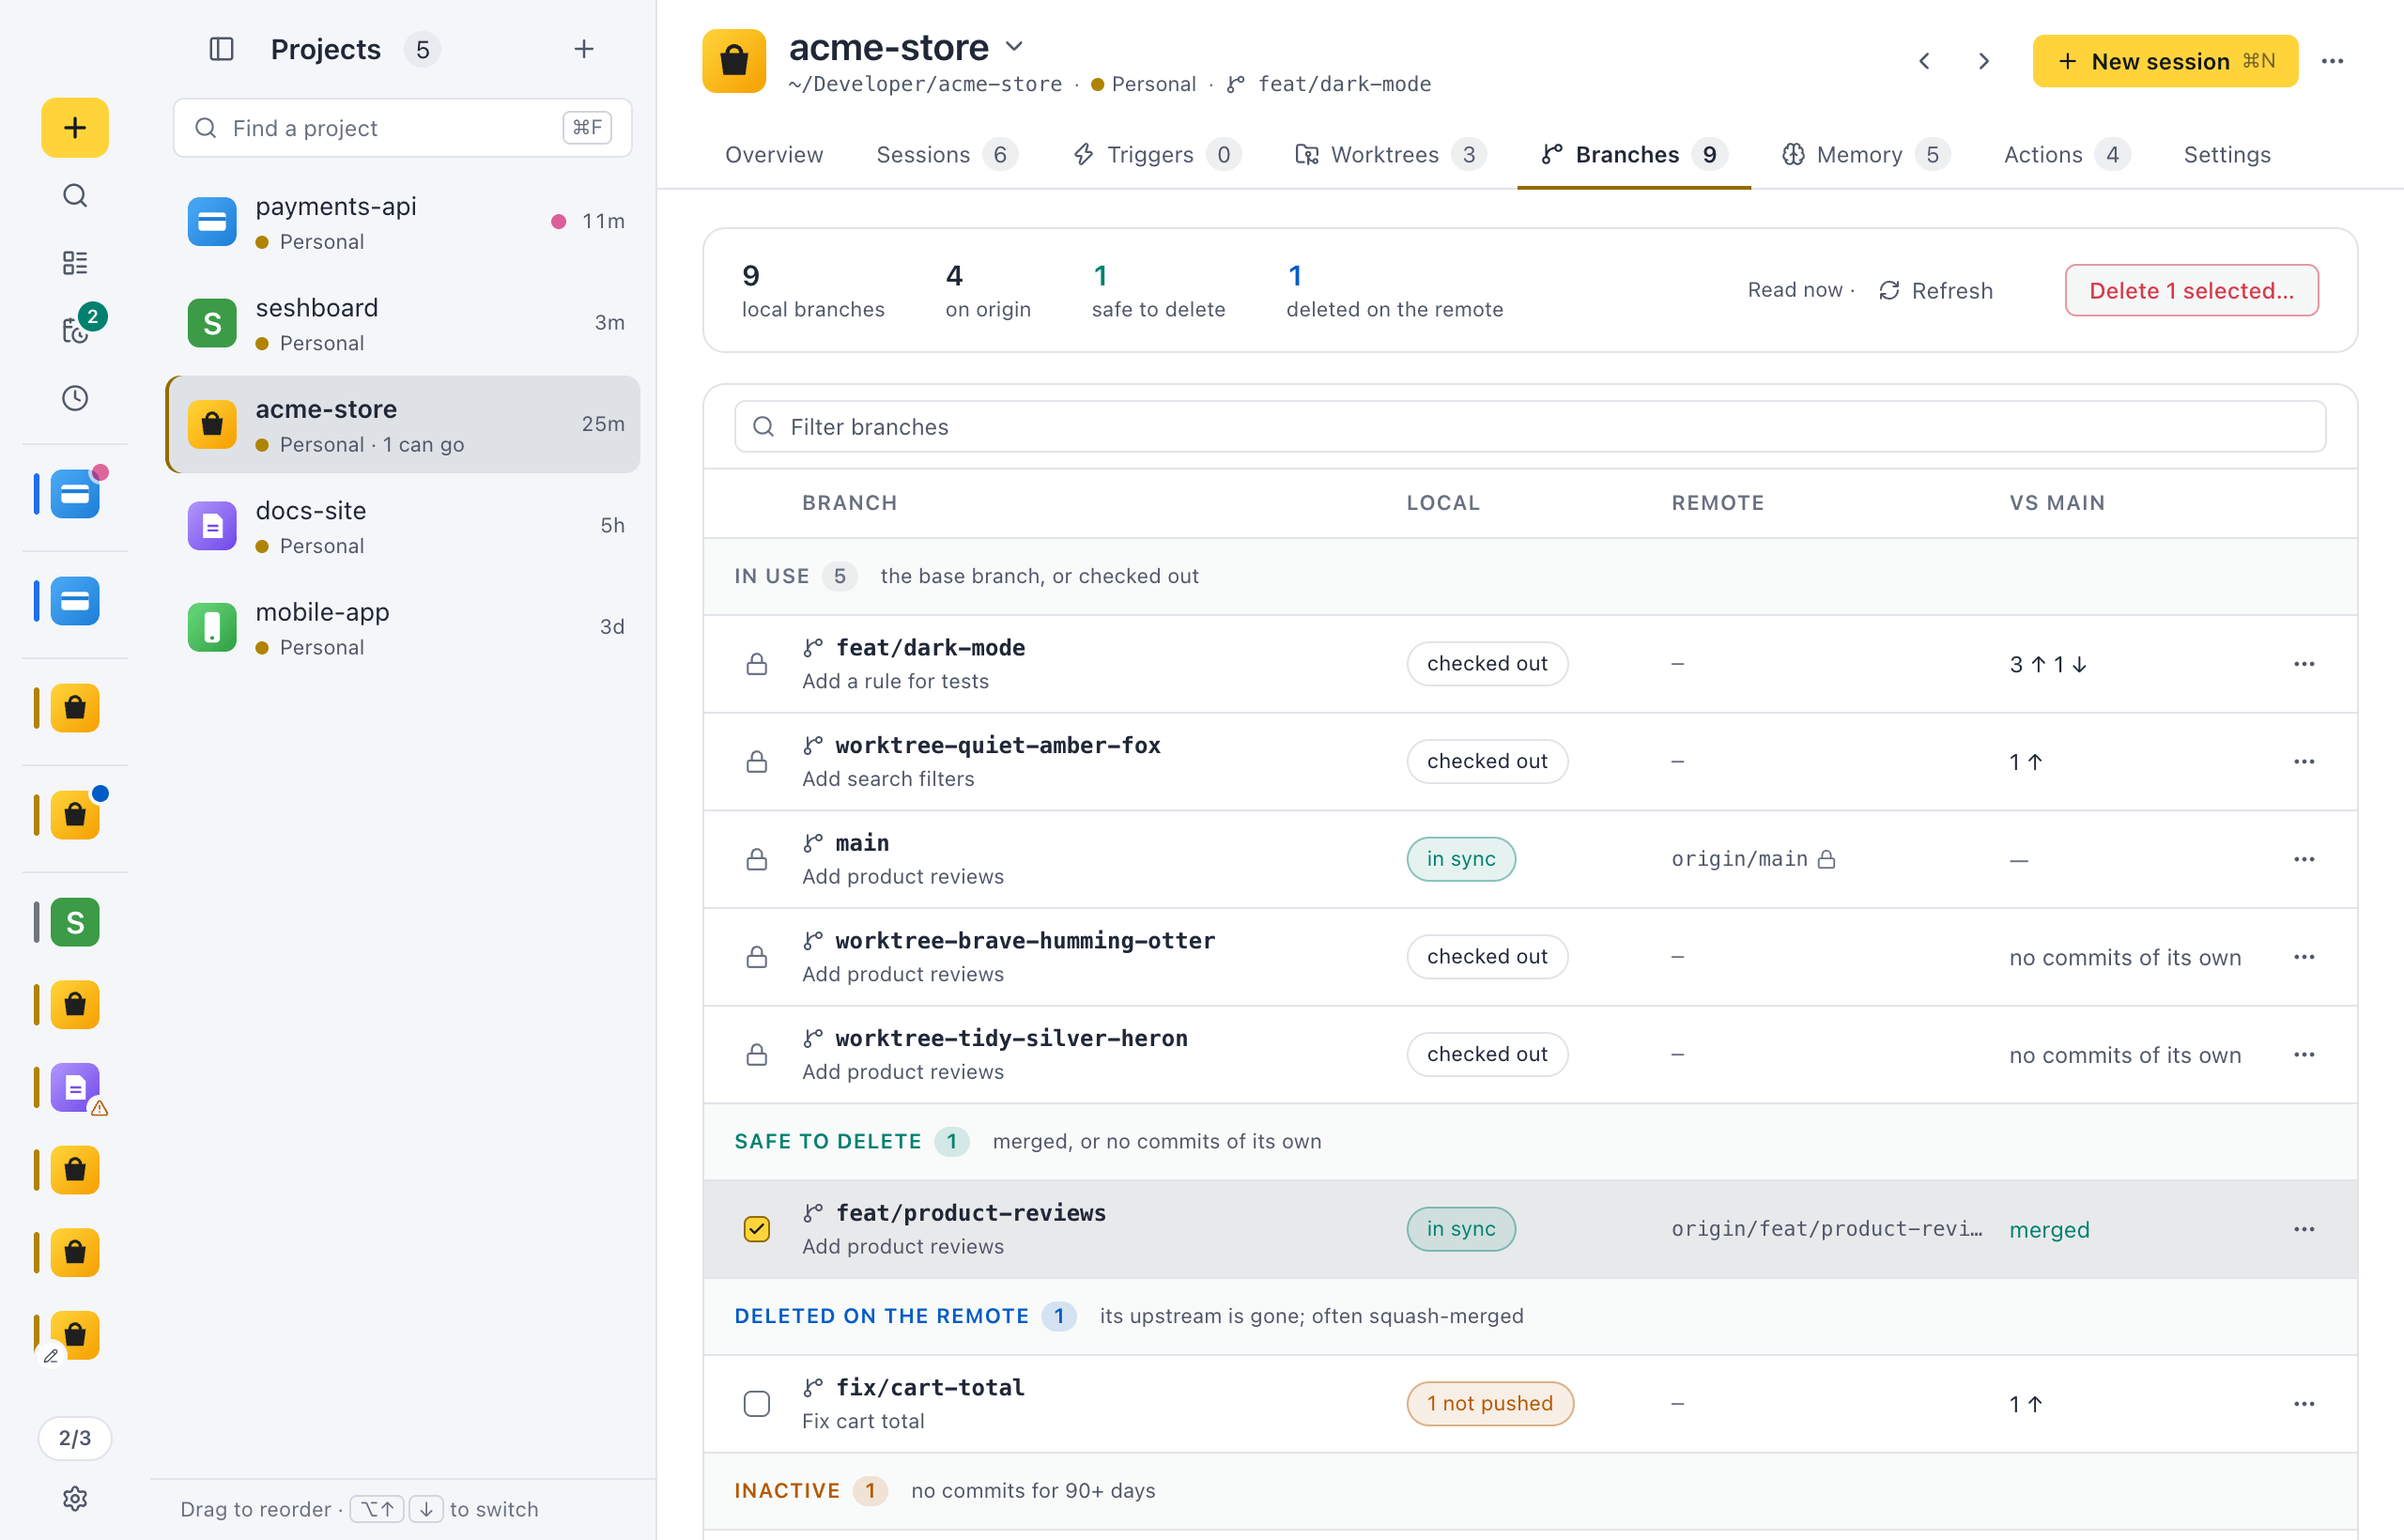 Projects 5
Find a project ⌘F
payments-api 11m
Personal
seshboard 3m
Personal
acme-store 25m
Personal · 1 can go
docs-site 5h
Personal
mobile-app 3d
Personal
2
S
S
2/3
Drag to reorder · ⌥↑ ↓ to switch
acme-store
~/Developer/acme-store · Personal · feat/dark-mode
New session ⌘N
Overview Sessions 6 Triggers 0 Worktrees 3 Branches 9 Memory 5 Actions 4 Settings
9 4 1 1
local branches on origin safe to delete deleted on the remote
Read now · Refresh Delete 1 selected...
Filter branches
BRANCH LOCAL REMOTE VS MAIN
IN USE 5 the base branch, or checked out
feat/dark-mode
Add a rule for tests
checked out – 3 ↑ 1 ↓
worktree-quiet-amber-fox
Add search filters
checked out – 1 ↑
main
Add product reviews
in sync origin/main —
worktree-brave-humming-otter
Add product reviews
checked out – no commits of its own
worktree-tidy-silver-heron
Add product reviews
checked out – no commits of its own
SAFE TO DELETE 1 merged, or no commits of its own
feat/product-reviews
Add product reviews
in sync origin/feat/product-revi… merged
DELETED ON THE REMOTE 1 its upstream is gone; often squash-merged
fix/cart-total
Fix cart total
1 not pushed – 1 ↑
INACTIVE 1 no commits for 90+ days